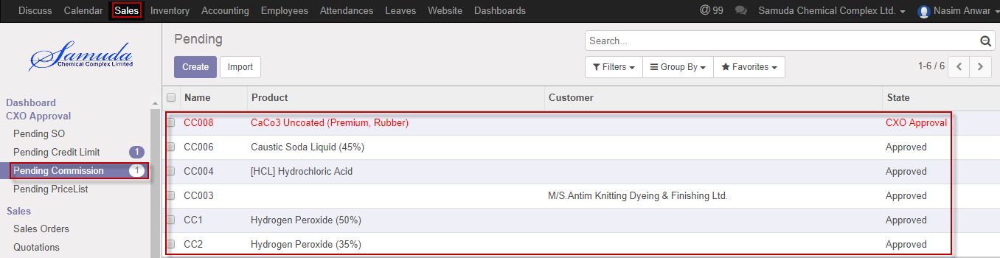 Discuss Calendar Sales Inventory Accounting Employees Attendances Leaves Website Dashboards @ 99 Samuda Chemical Complex Ltd. Nasim Anwar
Samuda
Chemical Complex Limited
Dashboard
CXO Approval
Pending SO
Pending Credit Limit 1
Pending Commission 1
Pending PriceList
Sales
Sales Orders
Quotations
Pending
Search...
Create Import
Filters Group By Favorites 1-6 / 6
Name Product Customer State
CC008 CaCo3 Uncoated (Premium, Rubber) CXO Approval
CC006 Caustic Soda Liquid (45%) Approved
CC004 [HCL] Hydrochloric Acid Approved
CC003 M/S.Antim Knitting Dyeing & Finishing Ltd. Approved
CC1 Hydrogen Peroxide (50%) Approved
CC2 Hydrogen Peroxide (35%) Approved